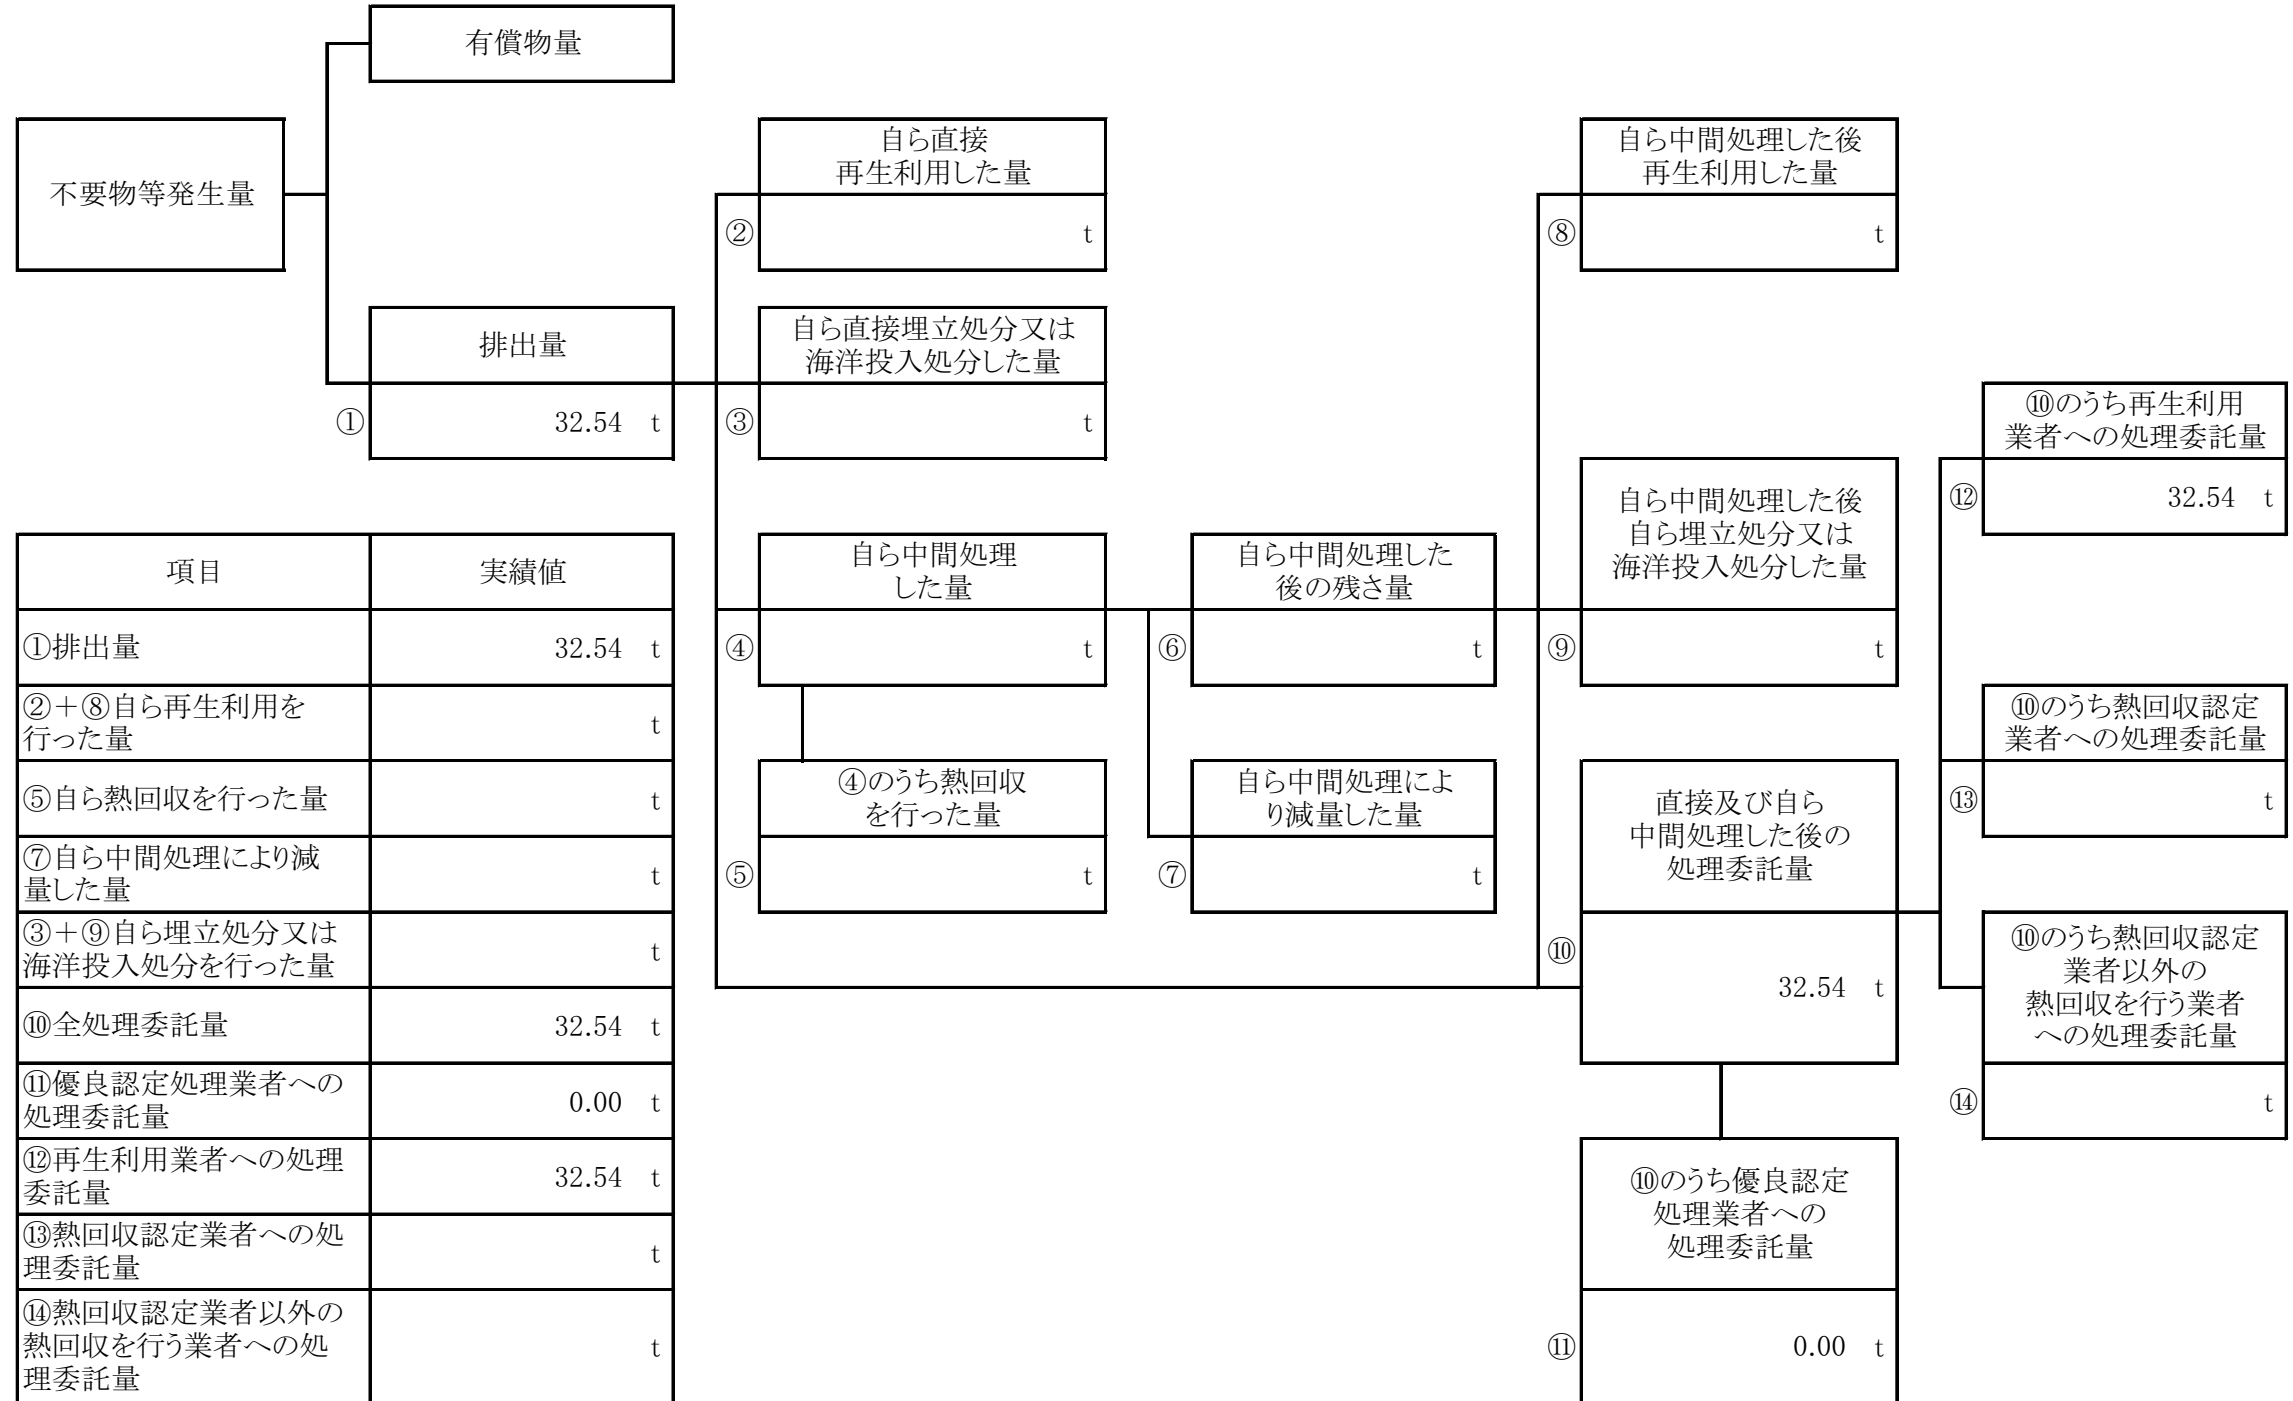 有償物量
不要物等発生量
排出量
① 32.54 t
自ら直接
再生利用した量
② t
自ら直接埋立処分又は
海洋投入処分した量
③ t
自ら中間処理
した量
④ t
④のうち熱回収
を行った量
⑤ t
自ら中間処理した
後の残さ量
⑥ t
自ら中間処理によ
り減量した量
⑦ t
自ら中間処理した後
再生利用した量
⑧ t
自ら中間処理した後
自ら埋立処分又は
海洋投入処分した量
⑨ t
直接及び自ら
中間処理した後の
処理委託量
⑩ 32.54 t
⑩のうち優良認定
処理業者への
処理委託量
⑪ 0.00 t
⑩のうち再生利用
業者への処理委託量
⑫ 32.54 t
⑩のうち熱回収認定
業者への処理委託量
⑬ t
⑩のうち熱回収認定
業者以外の
熱回収を行う業者
への処理委託量
⑭ t
項目 実績値
①排出量 32.54 t
②+⑧自ら再生利用を
行った量 t
⑤自ら熱回収を行った量 t
⑦自ら中間処理により減
量した量 t
③+⑨自ら埋立処分又は
海洋投入処分を行った量 t
⑩全処理委託量 32.54 t
⑪優良認定処理業者への
処理委託量 0.00 t
⑫再生利用業者への処理
委託量 32.54 t
⑬熱回収認定業者への処
理委託量 t
⑭熱回収認定業者以外の
熱回収を行う業者への処
理委託量 t